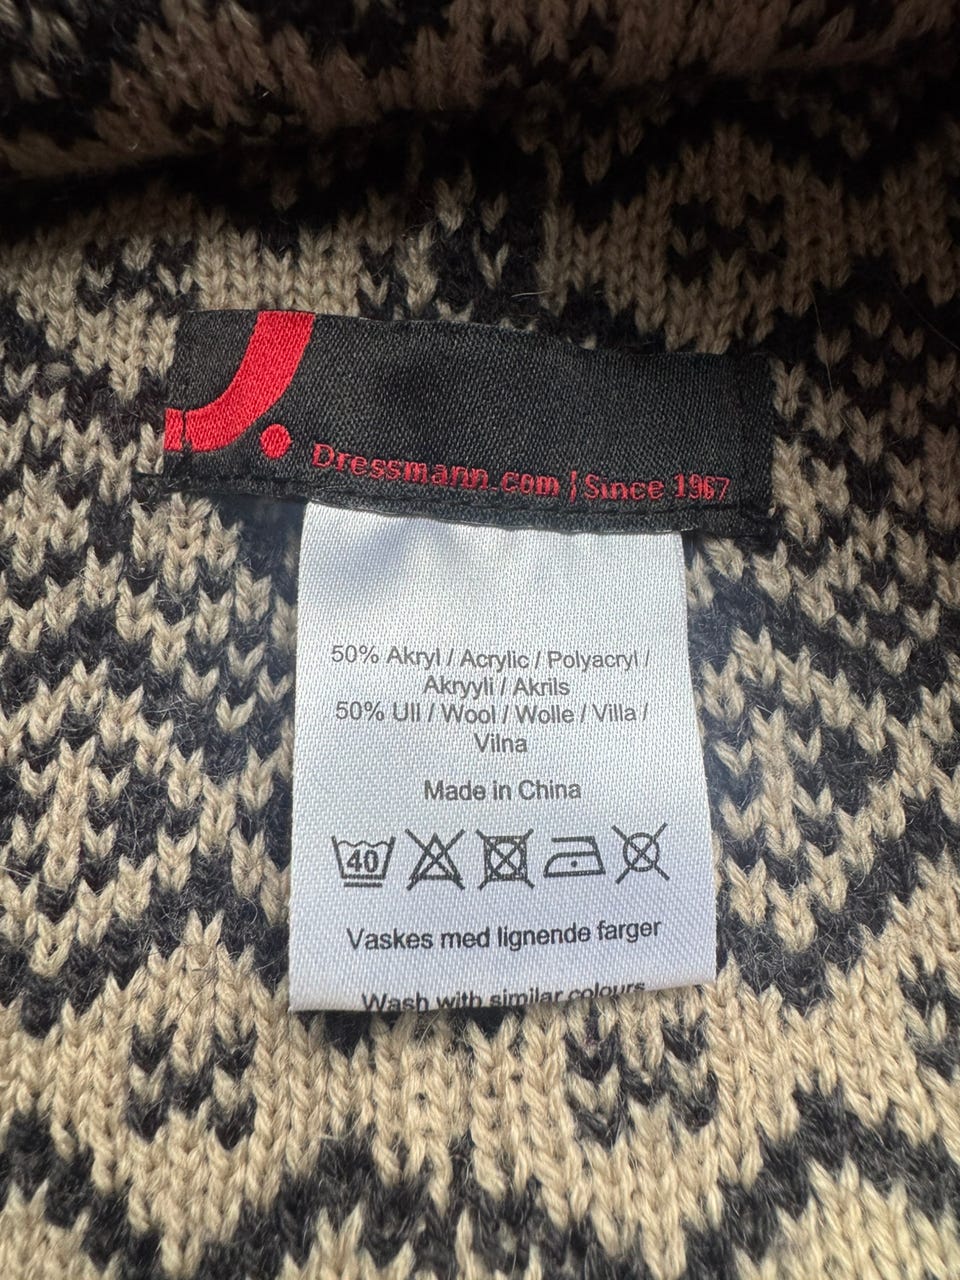 Dressmann.com | Since 1967
50% Akryl / Acrylic / Polyacryl /
Akryyli / Akrils
50% Ull / Wool / Wolle / Villa /
Vilna
Made in China
40
Vaskes med lignende farger
Wash with similar colours